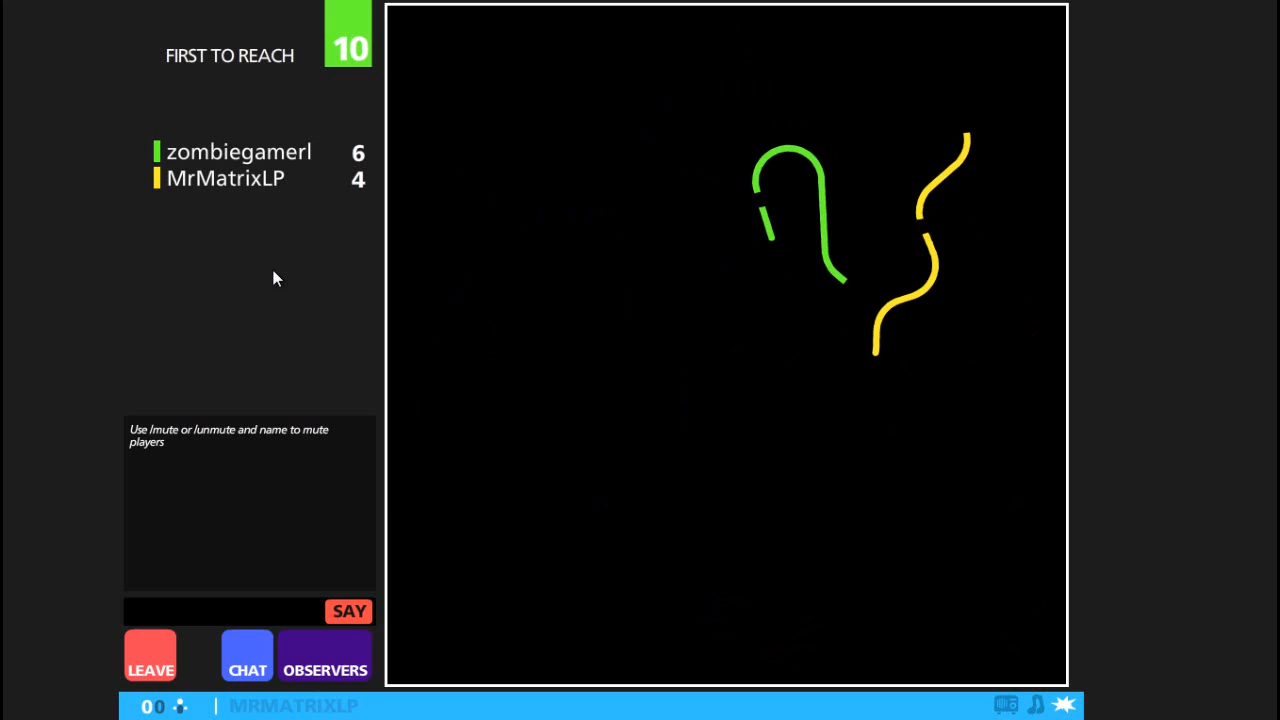 FIRST TO REACH 10
zombiegamerl 6
MrMatrixLP 4
Use /mute or /unmute and name to mute
players
SAY
LEAVE CHAT OBSERVERS
00 MRMATRIXLP